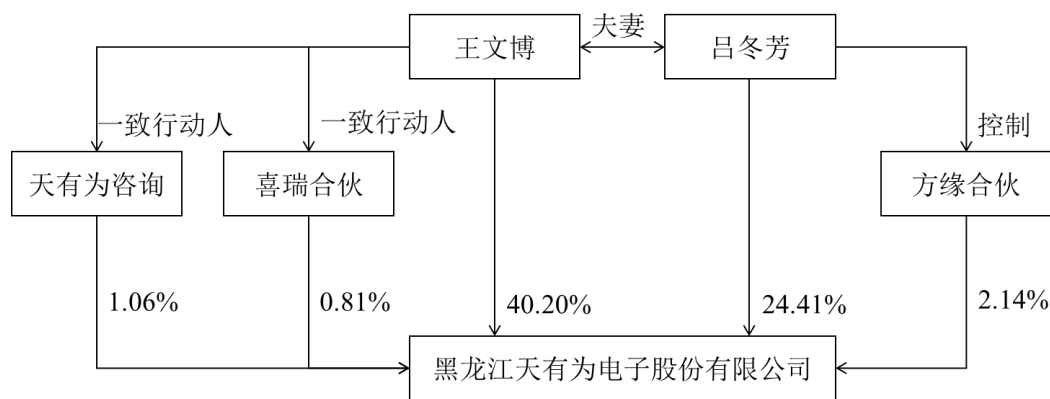 夫妻
王文博
吕冬芳
一致行动人
一致行动人
控制
天有为咨询
喜瑞合伙
方缘合伙
1.06%
0.81%
40.20%
24.41%
2.14%
黑龙江天有为电子股份有限公司